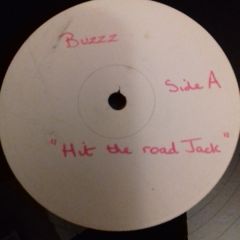 Buzzz
Side A
"Hit the road Jack"